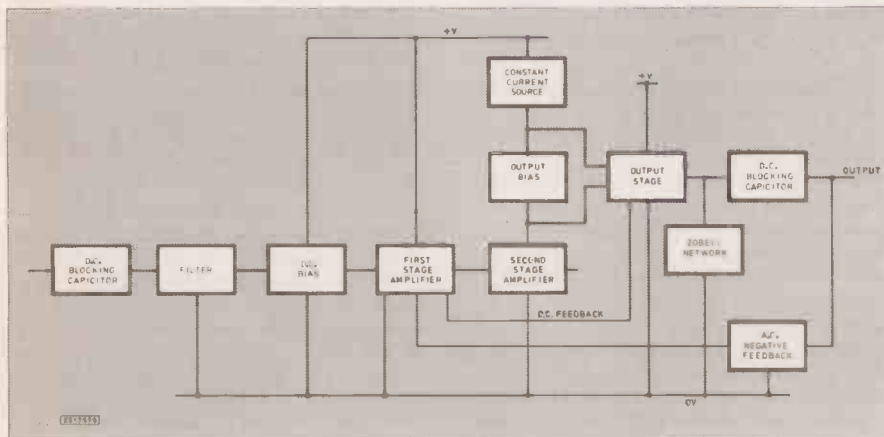 +V
CONSTANT
CURRENT
SOURCE
+V
OUTPUT
BIAS
OUTPUT
STAGE
D.C.
BLOCKING
CAPICITOR
OUTPUT
ZOBELL
NETWORK
D.C.
BLOCKING
CAPICITOR
FILTER
D.C.
BIAS
FIRST
STAGE
AMPLIFIER
SECOND
STAGE
AMPLIFIER
D.C. FEEDBACK
A.C.
NEGATIVE
FEEDBACK
0V